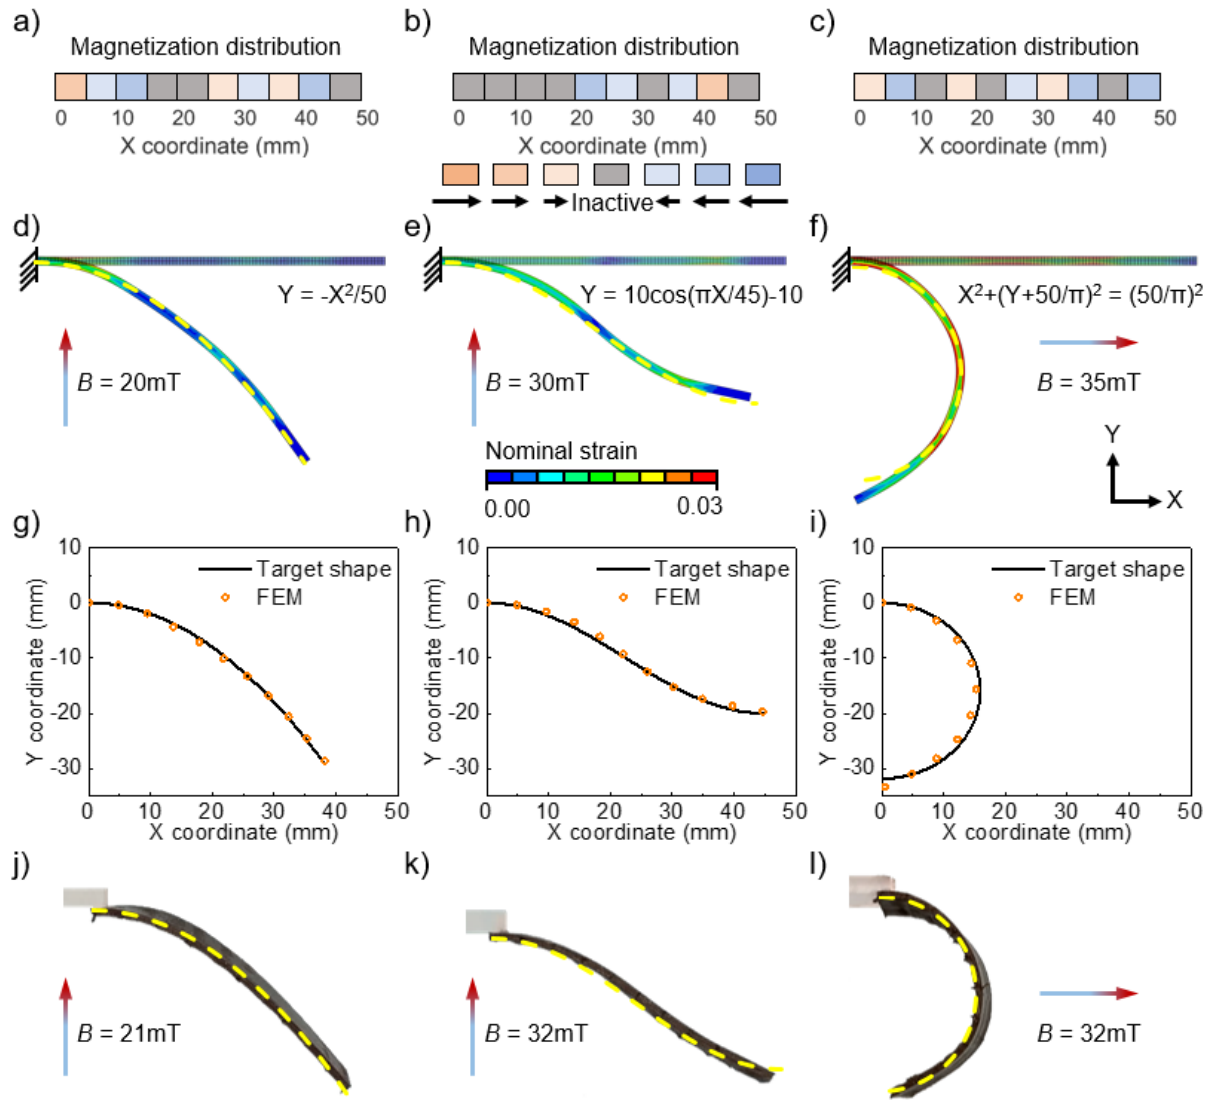 a)
b)
c)
Magnetization distribution
Magnetization distribution
Magnetization distribution
0 10 20 30 40 50
0 10 20 30 40 50
0 10 20 30 40 50
X coordinate (mm)
X coordinate (mm)
X coordinate (mm)
Inactive
d)
e)
f)
Y = -X²/50
Y = 10cos(πX/45)-10
X²+(Y+50/π)² = (50/π)²
B = 20mT
B = 30mT
B = 35mT
Nominal strain
0.00 0.03
Y
X
g)
h)
i)
10
0
-10
-20
-30
Y coordinate (mm)
Target shape
FEM
0 10 20 30 40 50
X coordinate (mm)
10
0
-10
-20
-30
Y coordinate (mm)
Target shape
FEM
0 10 20 30 40 50
X coordinate (mm)
10
0
-10
-20
-30
Y coordinate (mm)
Target shape
FEM
0 10 20 30 40 50
X coordinate (mm)
j)
k)
l)
B = 21mT
B = 32mT
B = 32mT